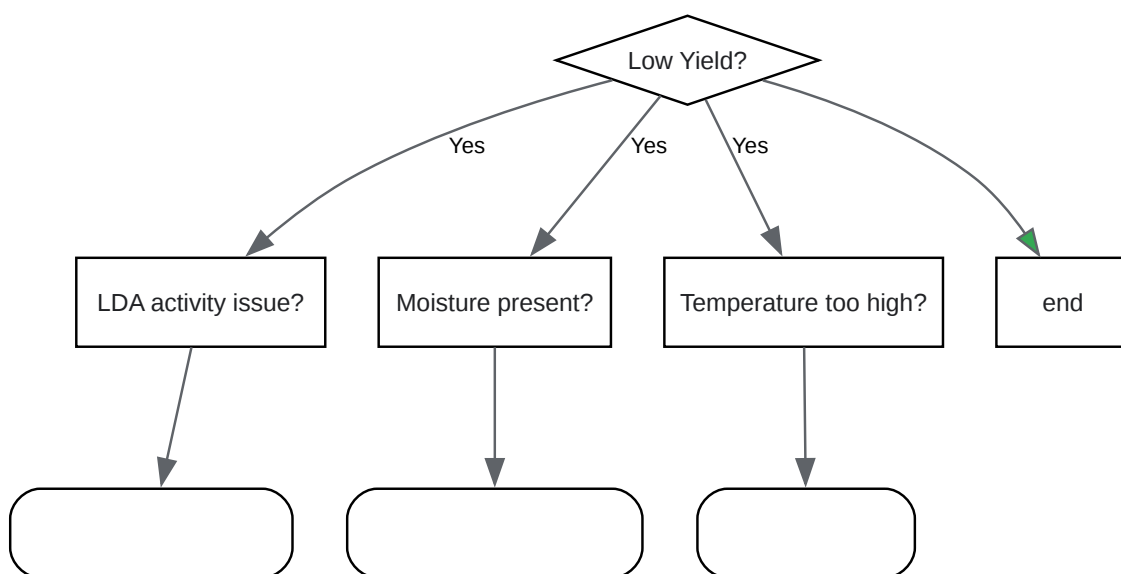 Low Yield?
Yes
Yes
Yes
LDA activity issue?
Moisture present?
Temperature too high?
end